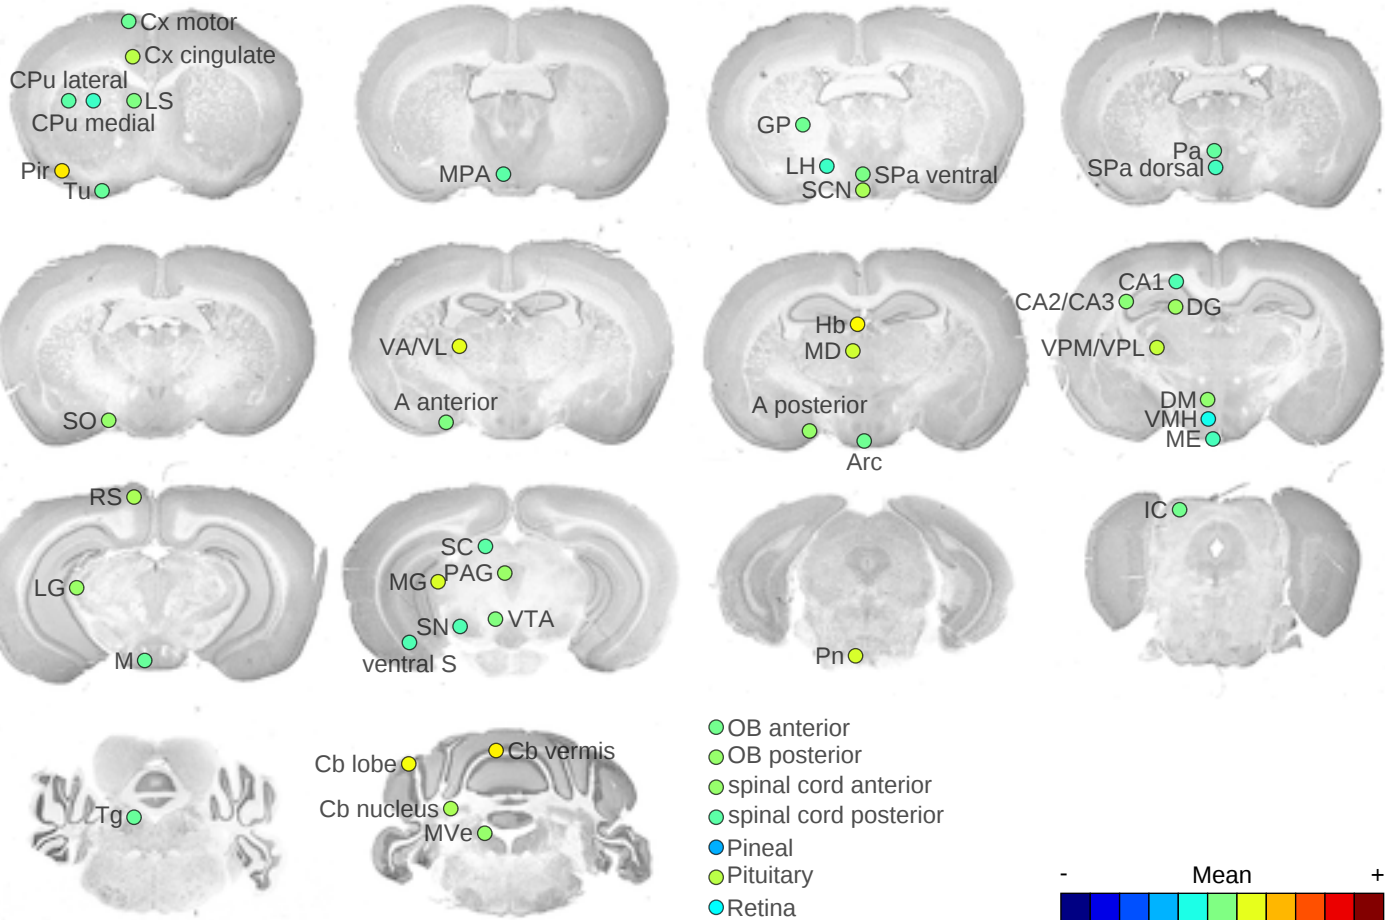 Cx motor
Cx cingulate
CPu lateral
LS
CPu medial
Pir
Tu
MPA
GP
LH
SPa ventral
SCN
Pa
SPa dorsal
SO
VA/VL
A anterior
Hb
MD
A posterior
Arc
CA1
CA2/CA3
DG
VPM/VPL
DM
VMH
ME
RS
LG
M
SC
PAG
MG
VTA
SN
ventral S
Pn
IC
Tg
Cb lobe
Cb vermis
Cb nucleus
MVe
OB anterior
OB posterior
spinal cord anterior
spinal cord posterior
Pineal
Pituitary
Retina
- Mean +